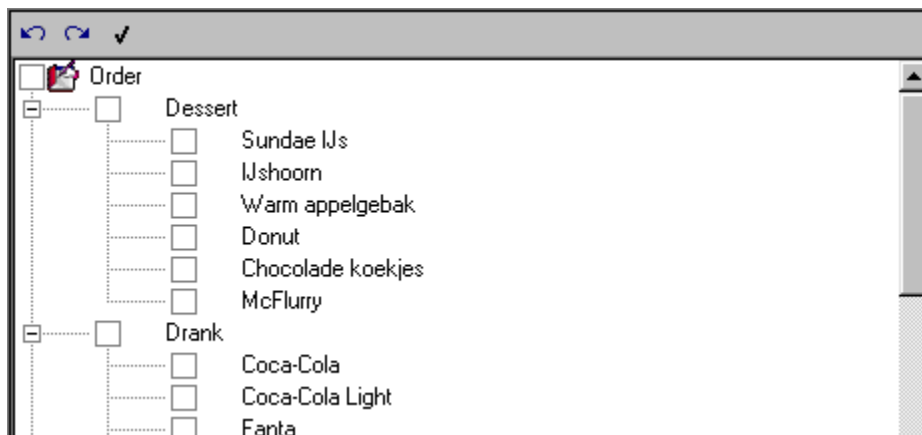 Order
Dessert
Sundae IJs
IJshoorn
Warm appelgebak
Donut
Chocolade koekjes
McFlurry
Drank
Coca-Cola
Coca-Cola Light
Fanta